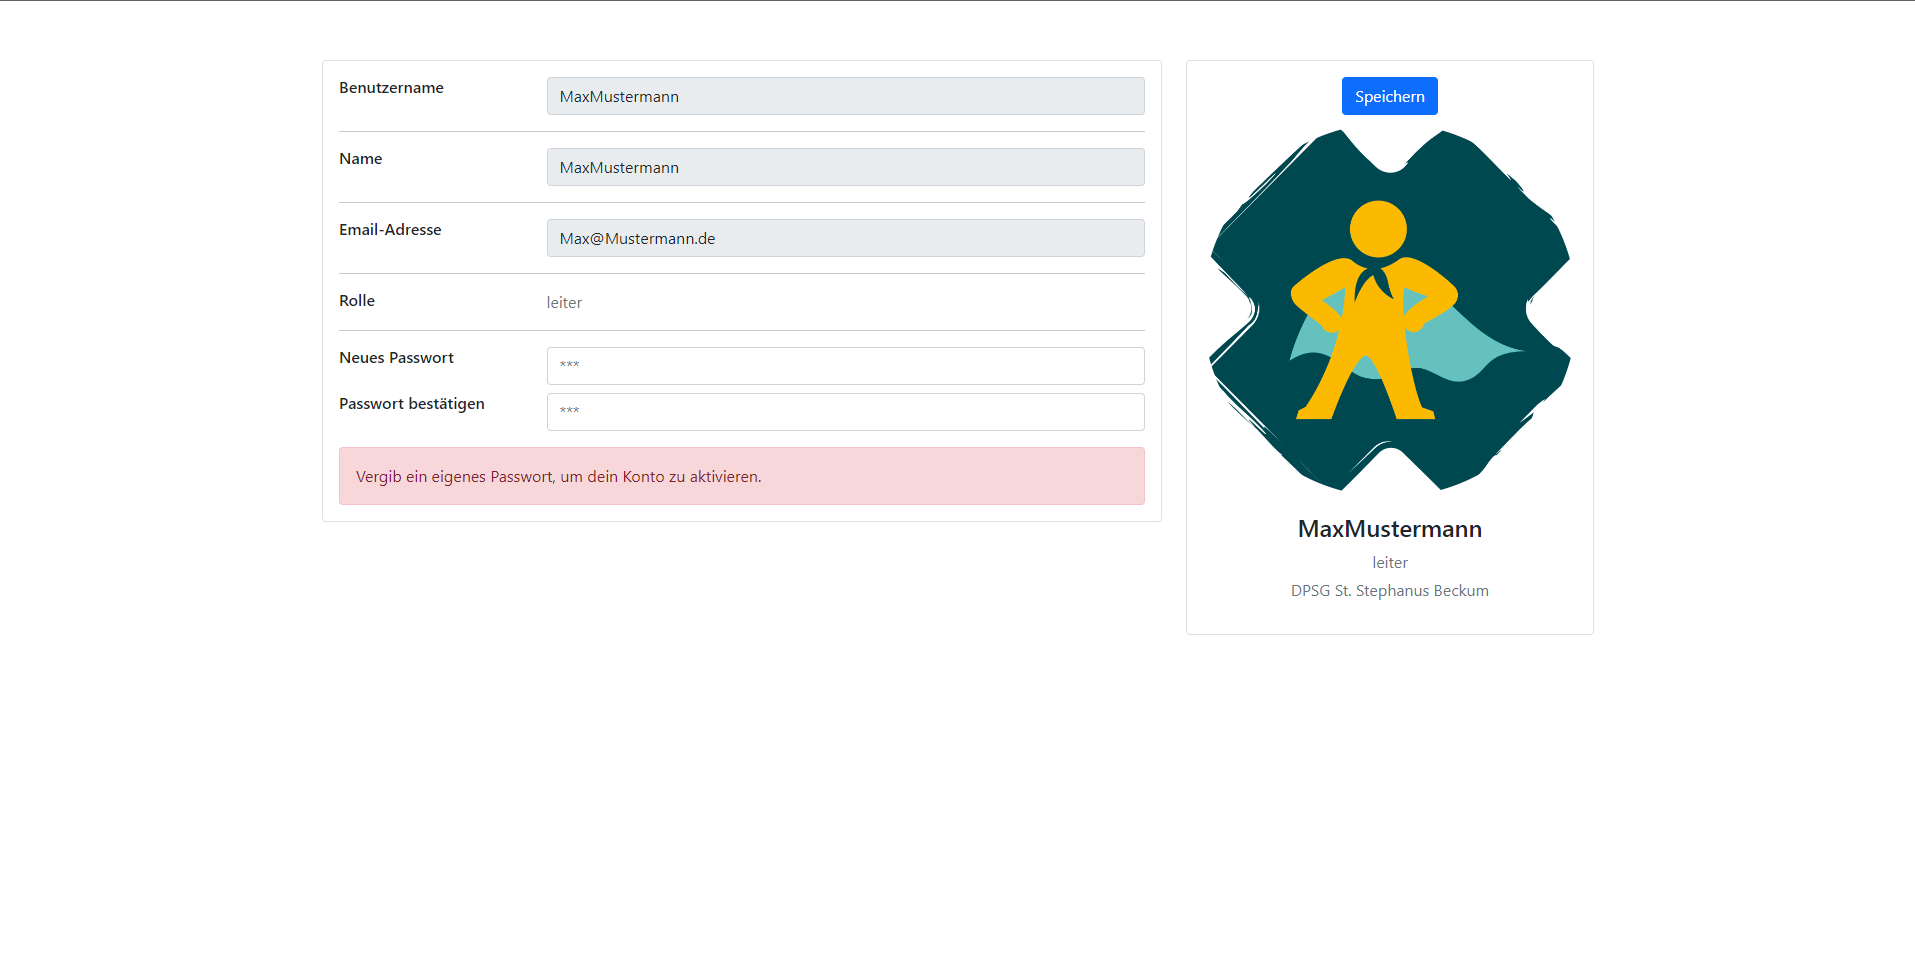 Benutzername
MaxMustermann
Name
MaxMustermann
Email-Adresse
Max@Mustermann.de
Rolle
leiter
Neues Passwort
***
Passwort bestätigen
***
Vergib ein eigenes Passwort, um dein Konto zu aktivieren.
Speichern
MaxMustermann
leiter
DPSG St. Stephanus Beckum